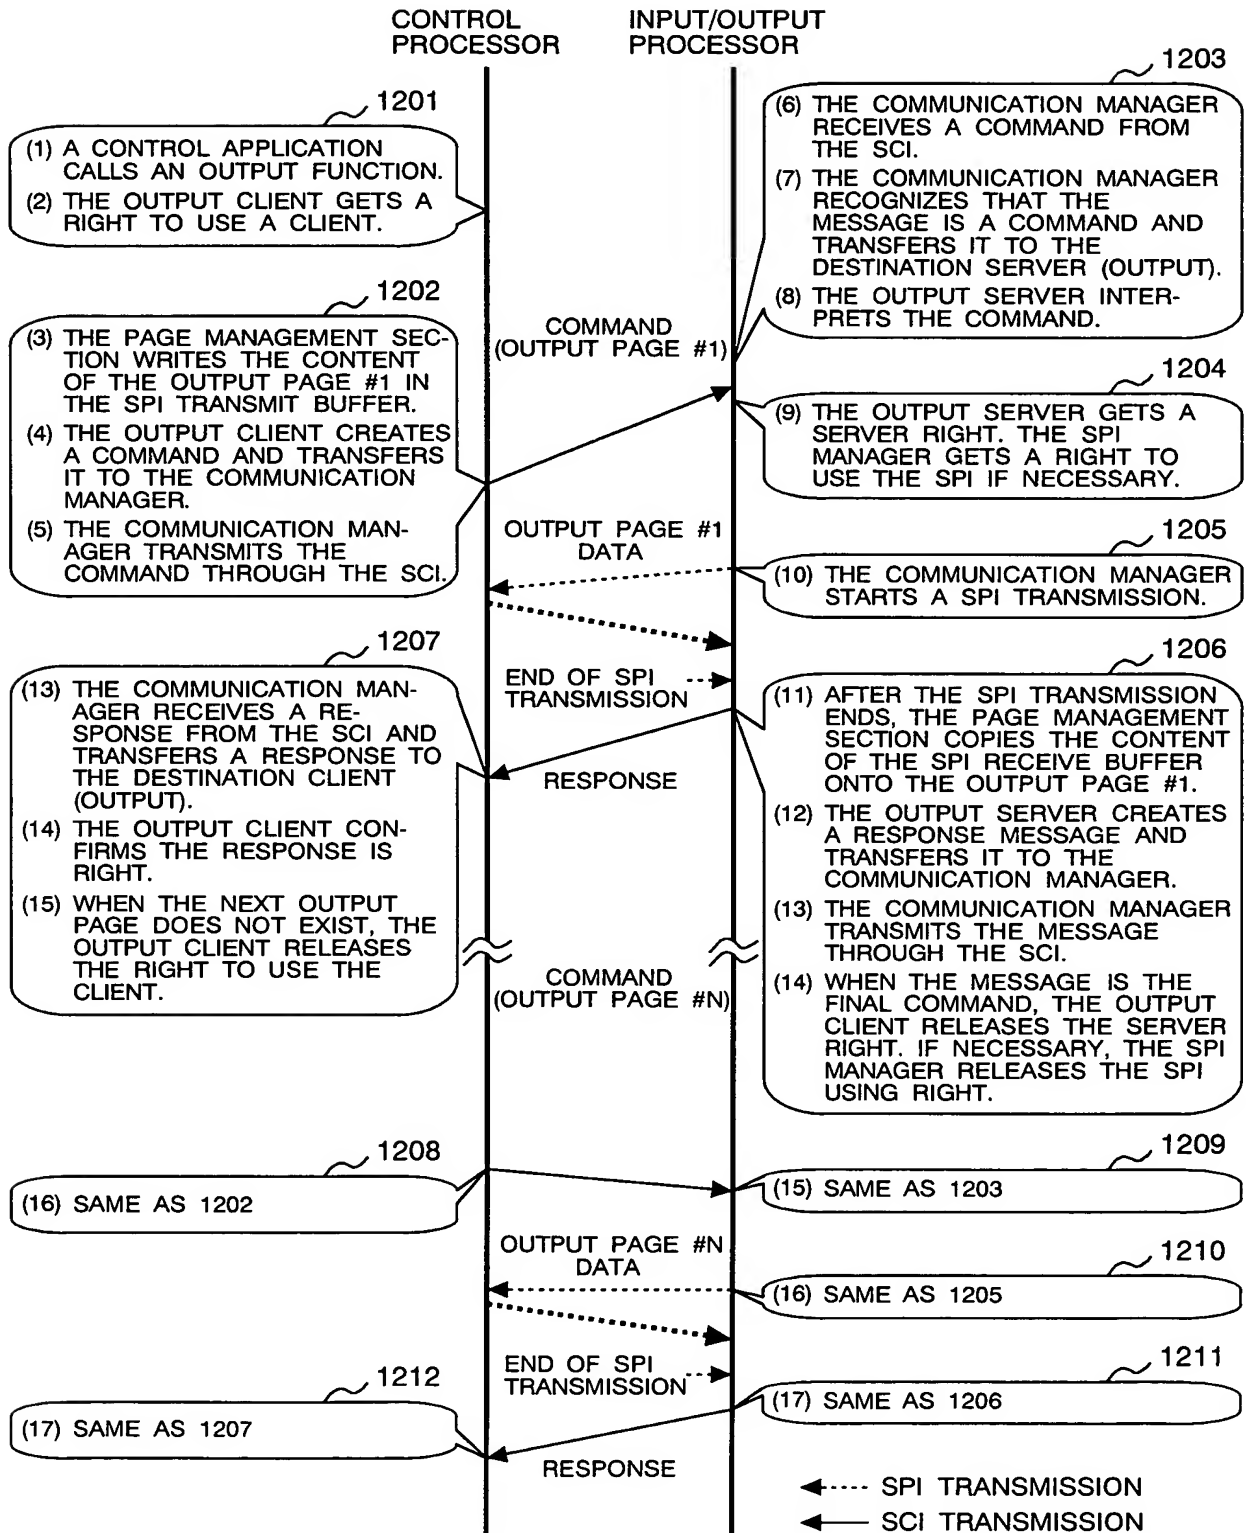 CONTROL
PROCESSOR
INPUT/OUTPUT
PROCESSOR
1201
(1) A CONTROL APPLICATION
CALLS AN OUTPUT FUNCTION.
(2) THE OUTPUT CLIENT GETS A
RIGHT TO USE A CLIENT.
1203
(6) THE COMMUNICATION MANAGER
RECEIVES A COMMAND FROM
THE SCI.
(7) THE COMMUNICATION MANAGER
RECOGNIZES THAT THE
MESSAGE IS A COMMAND AND
TRANSFERS IT TO THE
DESTINATION SERVER (OUTPUT).
(8) THE OUTPUT SERVER INTER-
PRETS THE COMMAND.
1202
(3) THE PAGE MANAGEMENT SEC-
TION WRITES THE CONTENT
OF THE OUTPUT PAGE #1 IN
THE SPI TRANSMIT BUFFER.
(4) THE OUTPUT CLIENT CREATES
A COMMAND AND TRANSFERS
IT TO THE COMMUNICATION
MANAGER.
(5) THE COMMUNICATION MAN-
AGER TRANSMITS THE
COMMAND THROUGH THE SCI.
COMMAND
(OUTPUT PAGE #1)
1204
(9) THE OUTPUT SERVER GETS A
SERVER RIGHT. THE SPI
MANAGER GETS A RIGHT TO
USE THE SPI IF NECESSARY.
OUTPUT PAGE #1
DATA
1205
(10) THE COMMUNICATION MANAGER
STARTS A SPI TRANSMISSION.
END OF SPI
TRANSMISSION
1207
(13) THE COMMUNICATION MAN-
AGER RECEIVES A RE-
SPONSE FROM THE SCI AND
TRANSFERS A RESPONSE TO
THE DESTINATION CLIENT
(OUTPUT).
(14) THE OUTPUT CLIENT CON-
FIRMS THE RESPONSE IS
RIGHT.
(15) WHEN THE NEXT OUTPUT
PAGE DOES NOT EXIST, THE
OUTPUT CLIENT RELEASES
THE RIGHT TO USE THE
CLIENT.
RESPONSE
1206
(11) AFTER THE SPI TRANSMISSION
ENDS, THE PAGE MANAGEMENT
SECTION COPIES THE CONTENT
OF THE SPI RECEIVE BUFFER
ONTO THE OUTPUT PAGE #1.
(12) THE OUTPUT SERVER CREATES
A RESPONSE MESSAGE AND
TRANSFERS IT TO THE
COMMUNICATION MANAGER.
(13) THE COMMUNICATION MANAGER
TRANSMITS THE MESSAGE
THROUGH THE SCI.
(14) WHEN THE MESSAGE IS THE
FINAL COMMAND, THE OUTPUT
CLIENT RELEASES THE SERVER
RIGHT. IF NECESSARY, THE SPI
MANAGER RELEASES THE SPI
USING RIGHT.
COMMAND
(OUTPUT PAGE #N)
1208
(16) SAME AS 1202
1209
(15) SAME AS 1203
OUTPUT PAGE #N
DATA
1210
(16) SAME AS 1205
END OF SPI
TRANSMISSION
1211
(17) SAME AS 1206
1212
(17) SAME AS 1207
RESPONSE
SPI TRANSMISSION
SCI TRANSMISSION